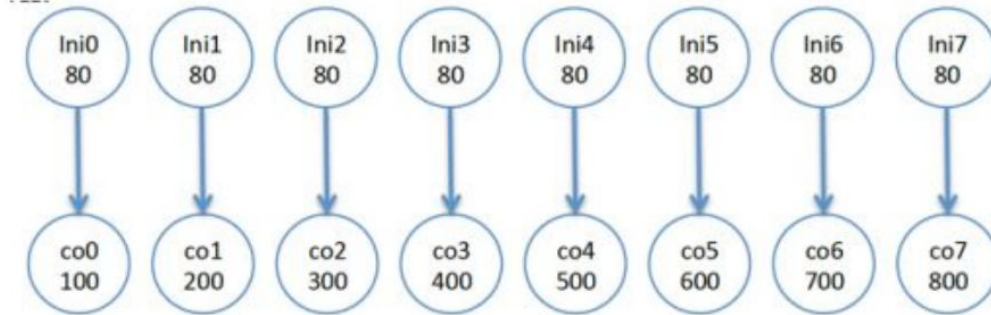 Ini0 Ini1 Ini2 Ini3 Ini4 Ini5 Ini6 Ini7
80 80 80 80 80 80 80 80
co0 co1 co2 co3 co4 co5 co6 co7
100 200 300 400 500 600 700 800